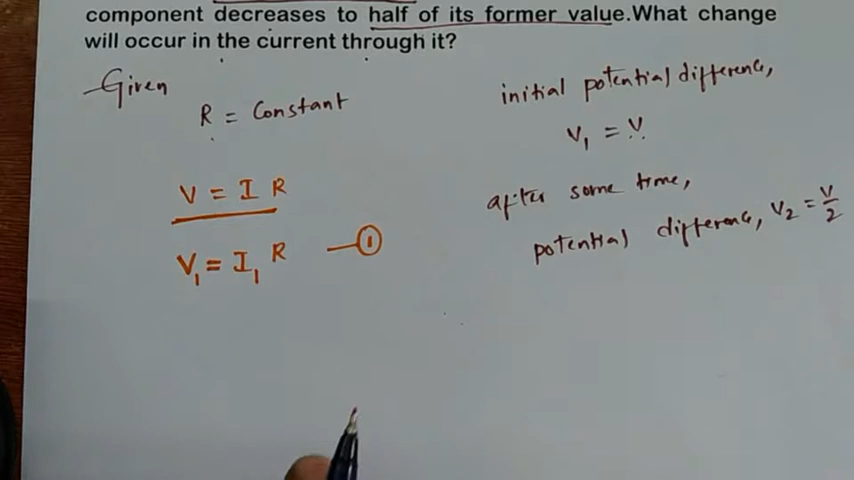 component decreases to half of its former value.What change
will occur in the current through it?
Given
R = Constant
V = I R
V₁ = I₁ R —①
initial potential difference,
V₁ = V
after some time,
potential difference, V₂ = V/2